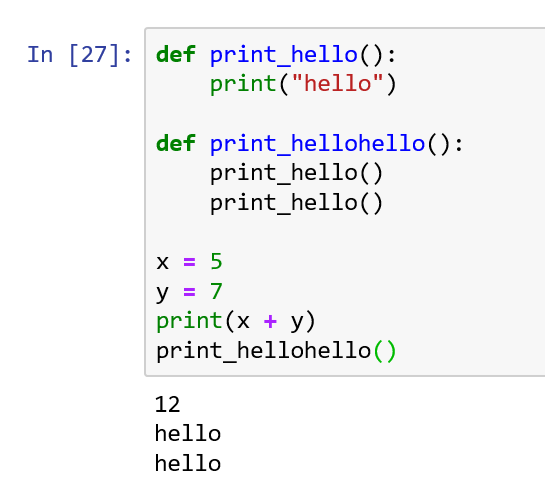 In [27]:
def print_hello():
    print("hello")

def print_hellohello():
    print_hello()
    print_hello()

x = 5
y = 7
print(x + y)
print_hellohello()
12
hello
hello